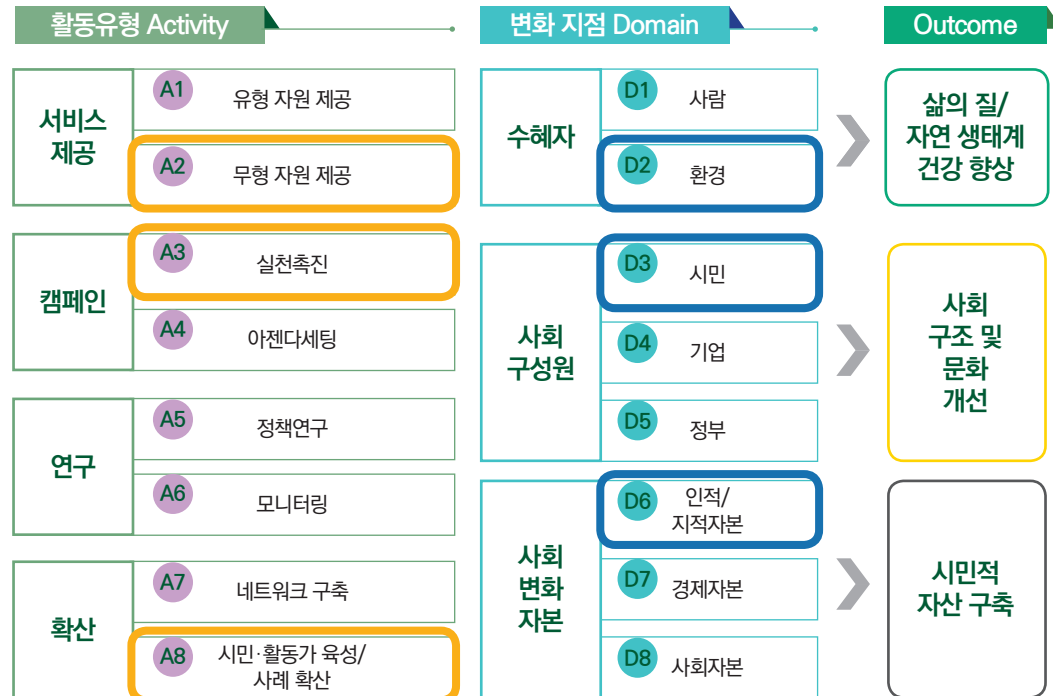 활동유형 Activity
서비스
제공
A1
유형 자원 제공
A2
무형 자원 제공
캠페인
A3
실천촉진
A4
아젠다세팅
연구
A5
정책연구
A6
모니터링
확산
A7
네트워크 구축
A8
시민·활동가 육성/
사례 확산
변화 지점 Domain
수혜자
D1
사람
D2
환경
사회
구성원
D3
시민
D4
기업
D5
정부
사회
변화
자본
D6
인적/
지적자본
D7
경제자본
D8
사회자본
Outcome
삶의 질/
자연 생태계
건강 향상
사회
구조 및
문화
개선
시민적
자산 구축